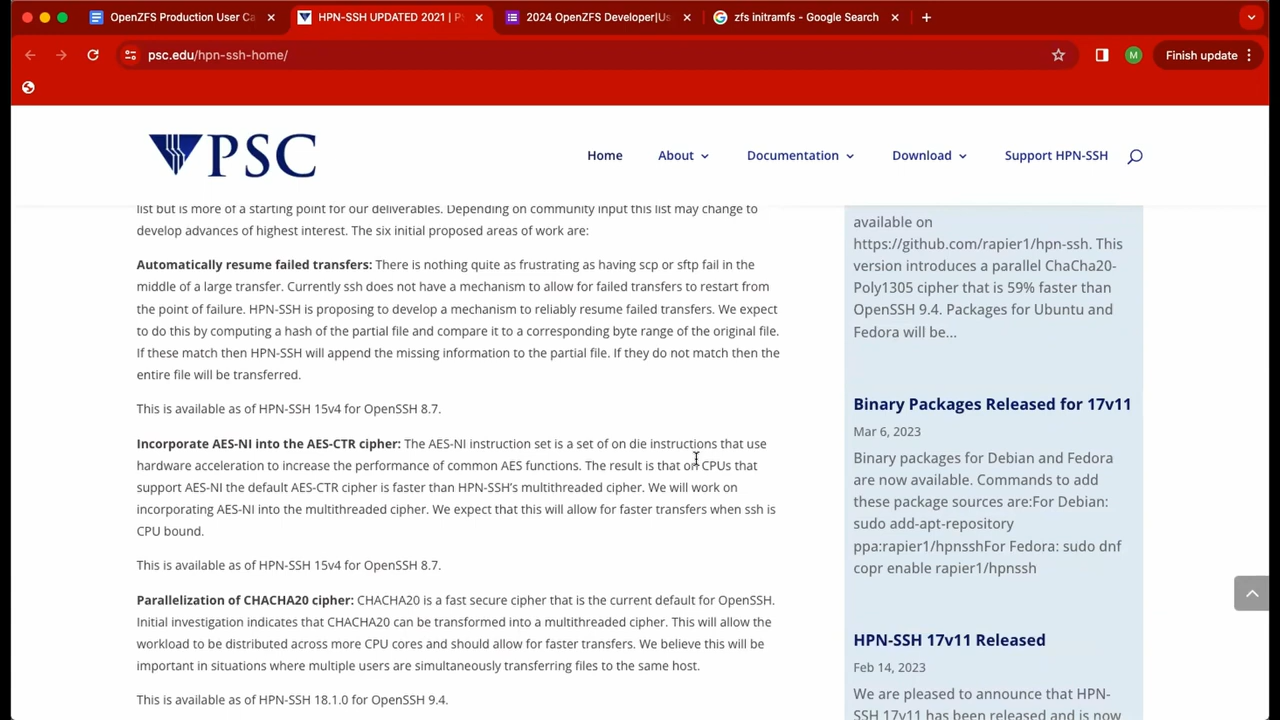 OpenZFS Production User Ca
HPN-SSH UPDATED 2021 | P
2024 OpenZFS Developer|Us
zfs initramfs - Google Search
psc.edu/hpn-ssh-home/
M
Finish update
PSC
Home
About
Documentation
Download
Support HPN-SSH
list but is more of a starting point for our deliverables. Depending on community input this list may change to
develop advances of highest interest. The six initial proposed areas of work are:
Automatically resume failed transfers: There is nothing quite as frustrating as having scp or sftp fail in the
middle of a large transfer. Currently ssh does not have a mechanism to allow for failed transfers to restart from
the point of failure. HPN-SSH is proposing to develop a mechanism to reliably resume failed transfers. We expect
to do this by computing a hash of the partial file and compare it to a corresponding byte range of the original file.
If these match then HPN-SSH will append the missing information to the partial file. If they do not match then the
entire file will be transferred.
This is available as of HPN-SSH 15v4 for OpenSSH 8.7.
Incorporate AES-NI into the AES-CTR cipher: The AES-NI instruction set is a set of on die instructions that use
hardware acceleration to increase the performance of common AES functions. The result is that on CPUs that
support AES-NI the default AES-CTR cipher is faster than HPN-SSH's multithreaded cipher. We will work on
incorporating AES-NI into the multithreaded cipher. We expect that this will allow for faster transfers when ssh is
CPU bound.
This is available as of HPN-SSH 15v4 for OpenSSH 8.7.
Parallelization of CHACHA20 cipher: CHACHA20 is a fast secure cipher that is the current default for OpenSSH.
Initial investigation indicates that CHACHA20 can be transformed into a multithreaded cipher. This will allow the
workload to be distributed across more CPU cores and should allow for faster transfers. We believe this will be
important in situations where multiple users are simultaneously transferring files to the same host.
This is available as of HPN-SSH 18.1.0 for OpenSSH 9.4.
available on
https://github.com/rapier1/hpn-ssh. This
version introduces a parallel ChaCha20-
Poly1305 cipher that is 59% faster than
OpenSSH 9.4. Packages for Ubuntu and
Fedora will be...
Binary Packages Released for 17v11
Mar 6, 2023
Binary packages for Debian and Fedora
are now available. Commands to add
these package sources are:For Debian:
sudo add-apt-repository
ppa:rapier1/hpnsshFor Fedora: sudo dnf
copr enable rapier1/hpnssh
HPN-SSH 17v11 Released
Feb 14, 2023
We are pleased to announce that HPN-
SSH 17v11 has been released and is now